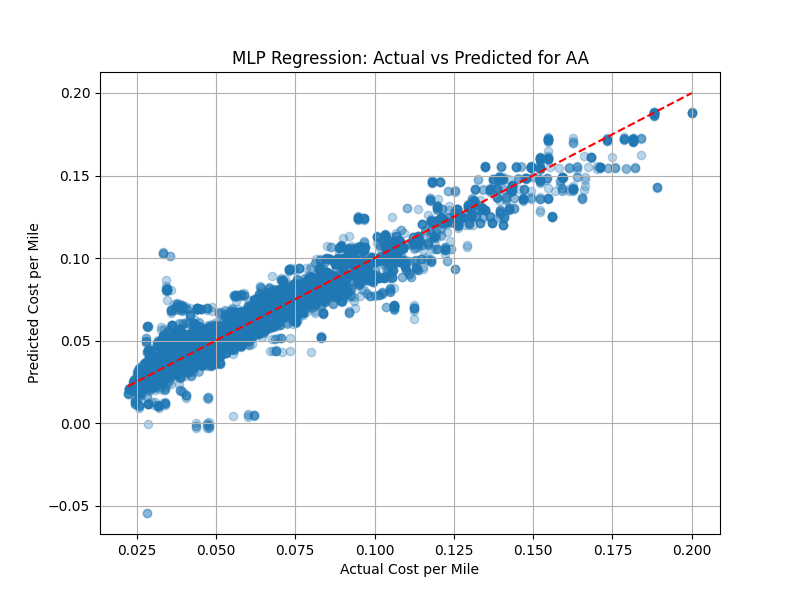 MLP Regression: Actual vs Predicted for AA
Predicted Cost per Mile
0.20
0.15
0.10
0.05
0.00
−0.05
0.025 0.050 0.075 0.100 0.125 0.150 0.175 0.200
Actual Cost per Mile